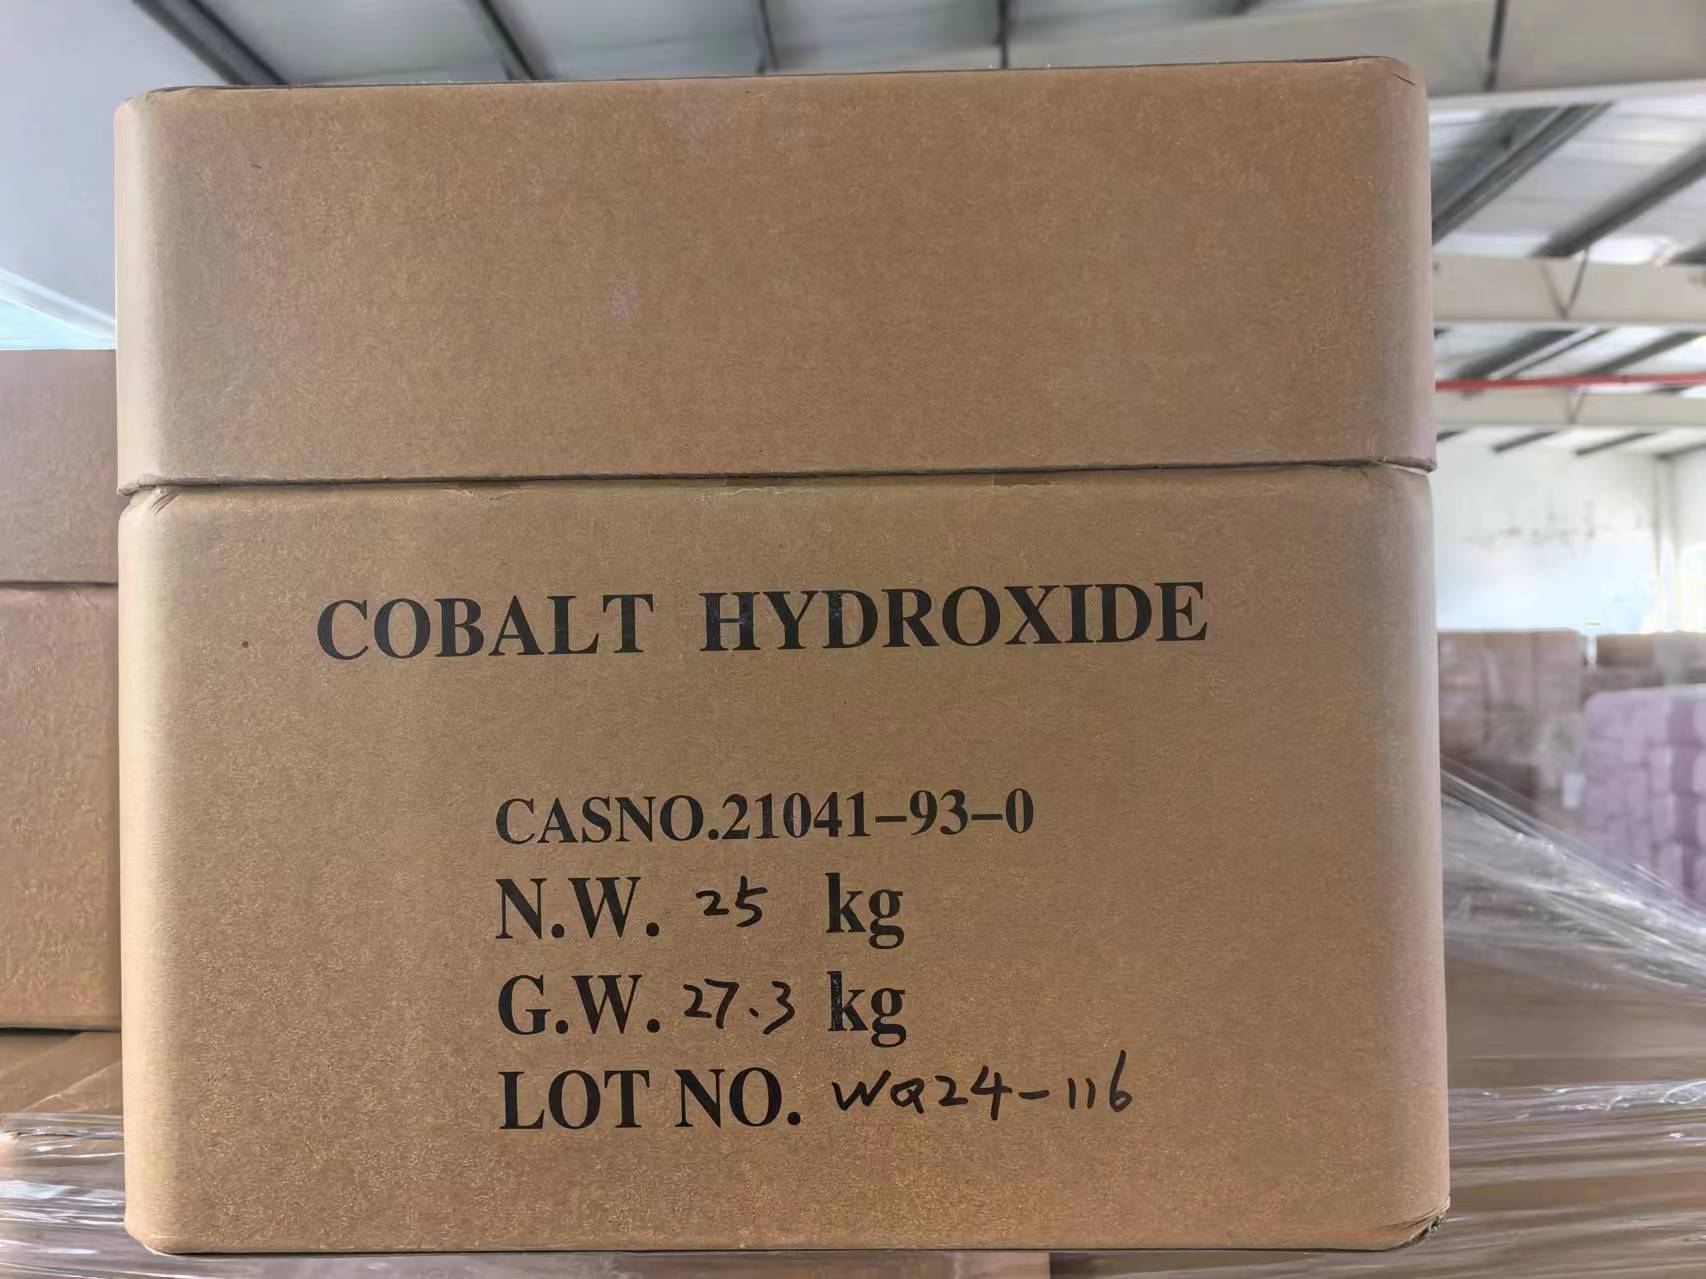 COBALT HYDROXIDE
CASNO.21041-93-0
N.W. 25 kg
G.W. 27.3 kg
LOT NO. WQ24-116